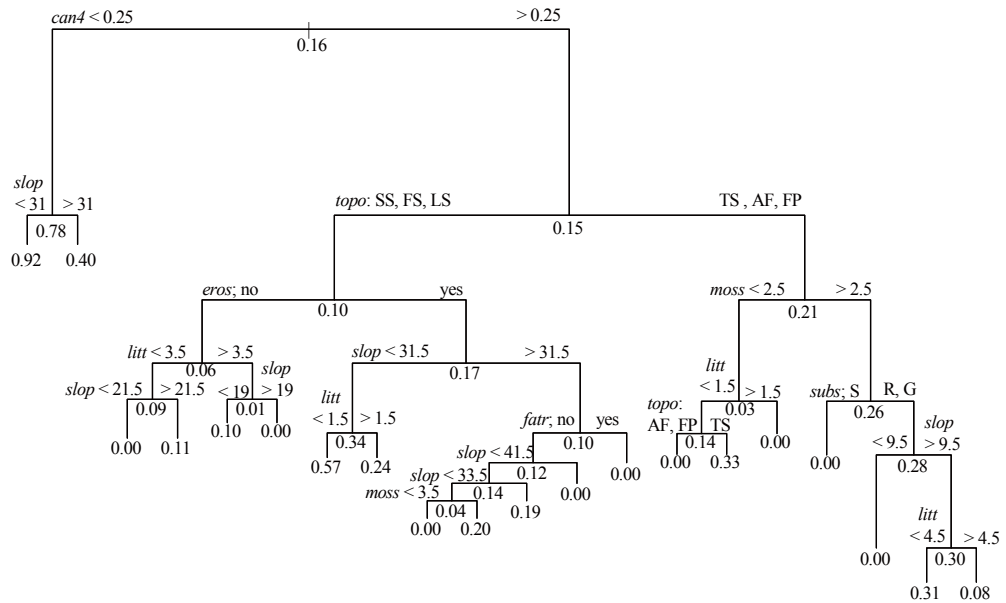 can4 < 0.25 > 0.25
0.16
slop
< 31 > 31
0.78
0.92 0.40
topo: SS, FS, LS TS , AF, FP
0.15
eros; no yes
0.10
moss < 2.5 > 2.5
0.21
litt < 3.5 > 3.5
0.06
slop < 21.5 > 21.5
0.09
0.00 0.11
slop
< 19 > 19
0.01
0.10 0.00
slop < 31.5 > 31.5
0.17
litt
< 1.5 > 1.5
0.34
0.57 0.24
fatr; no yes
0.10
slop < 41.5
0.12
0.00
slop < 33.5
0.14
moss < 3.5
0.04
0.00 0.20
0.19
0.00
litt
< 1.5 > 1.5
0.03
topo:
AF, FP TS
0.14
0.00 0.33
0.00
subs; S R, G
0.26
0.00
slop
< 9.5 > 9.5
0.28
0.00
litt
< 4.5 > 4.5
0.30
0.31 0.08